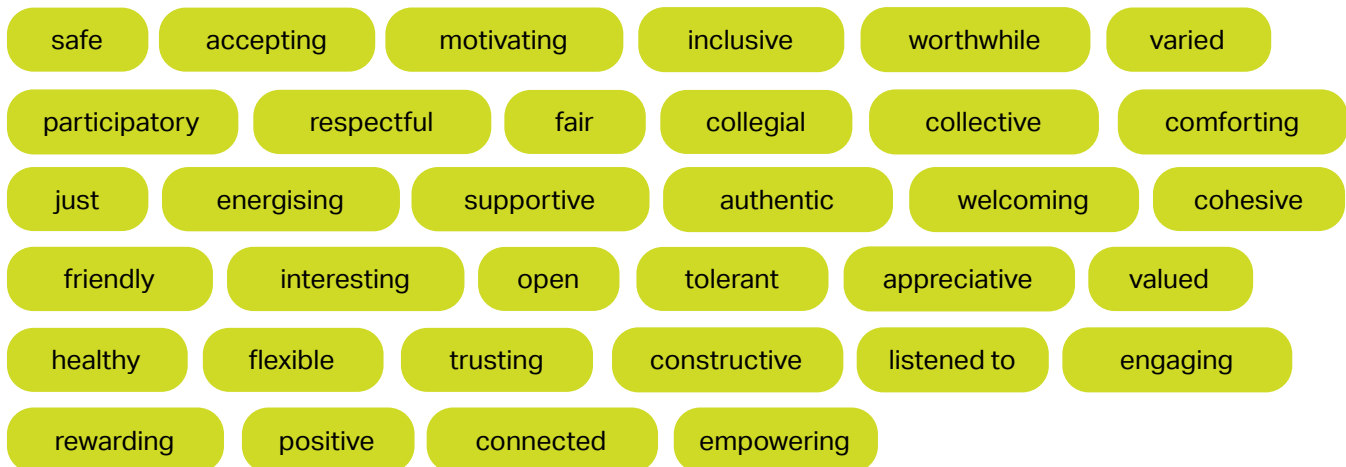 safe accepting motivating inclusive worthwhile varied
participatory respectful fair collegial collective comforting
just energising supportive authentic welcoming cohesive
friendly interesting open tolerant appreciative valued
healthy flexible trusting constructive listened to engaging
rewarding positive connected empowering